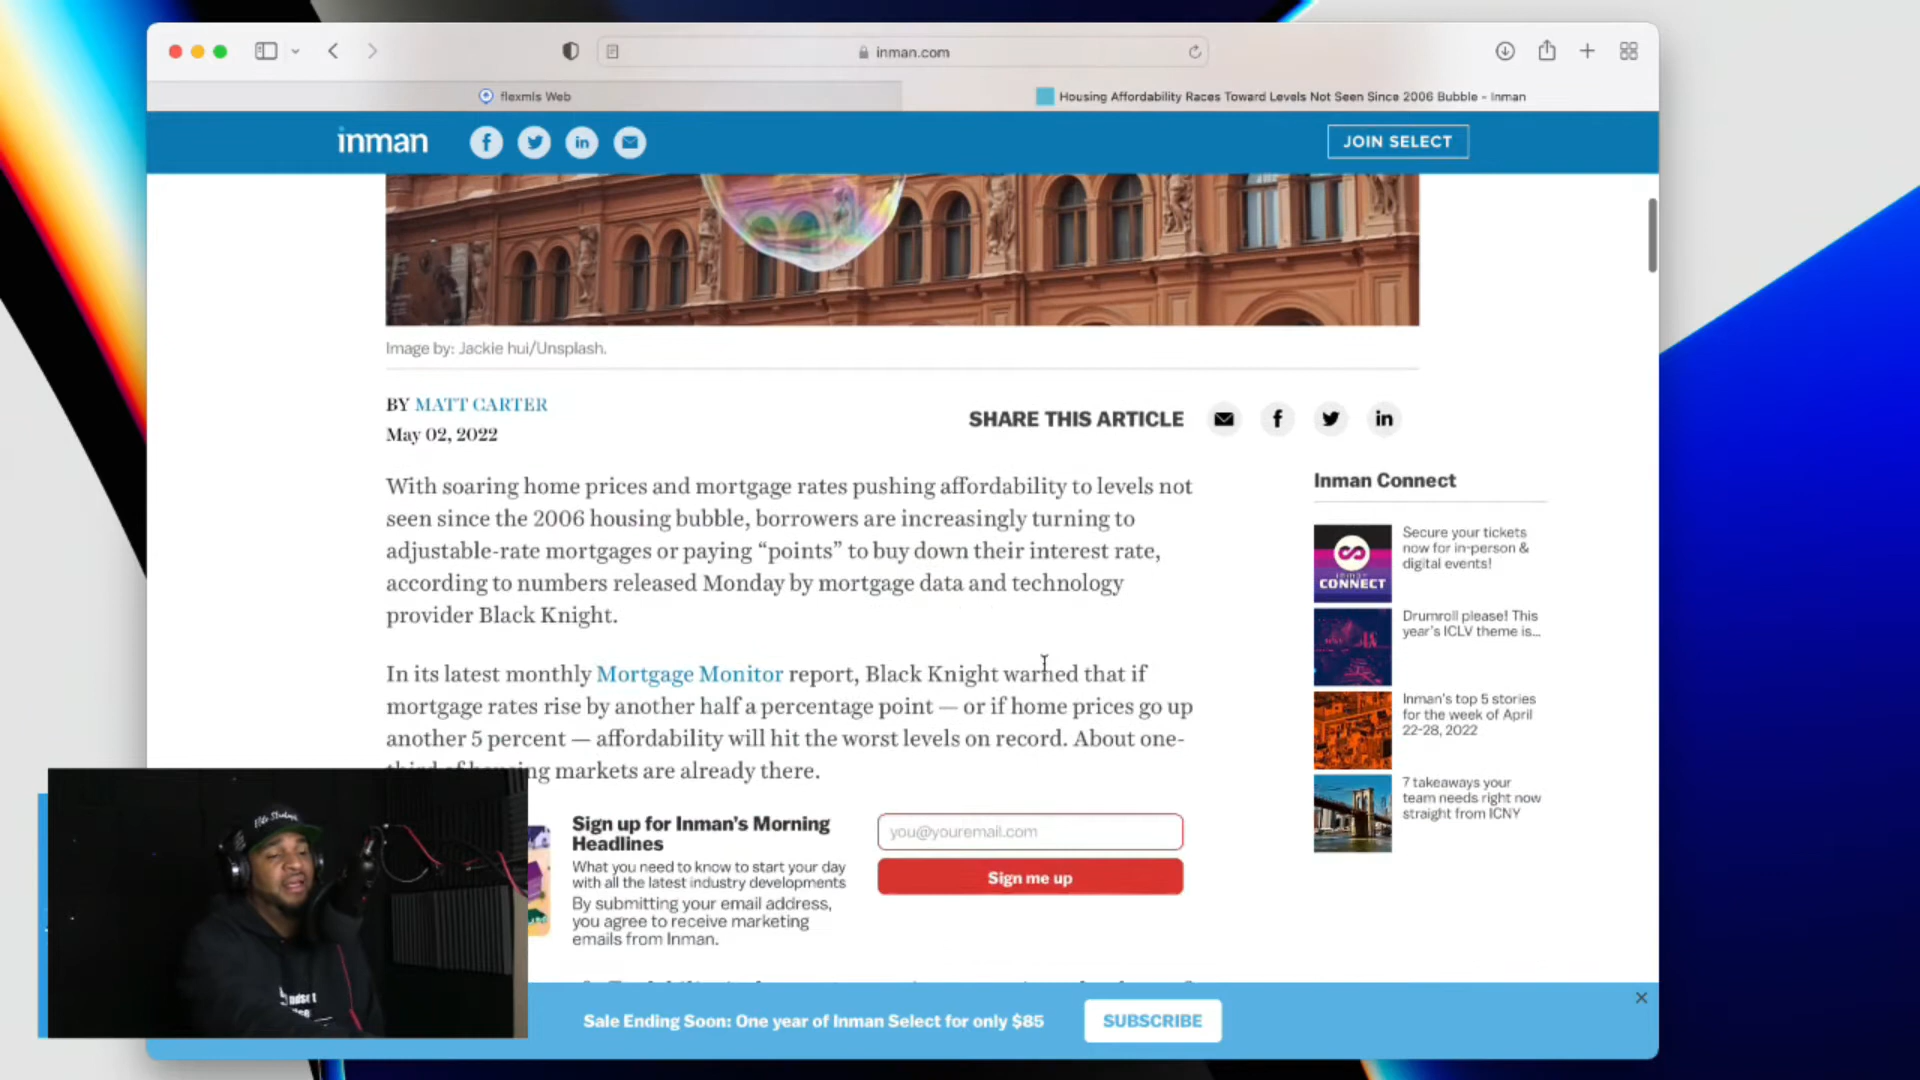 inman.com
flexmls Web
Housing Affordability Races Toward Levels Not Seen Since 2006 Bubble - Inman
inman
JOIN SELECT
Image by: Jackie hui/Unsplash.
BY MATT CARTER
May 02, 2022
SHARE THIS ARTICLE
With soaring home prices and mortgage rates pushing affordability to levels not
seen since the 2006 housing bubble, borrowers are increasingly turning to
adjustable-rate mortgages or paying “points” to buy down their interest rate,
according to numbers released Monday by mortgage data and technology
provider Black Knight.
In its latest monthly Mortgage Monitor report, Black Knight warned that if
mortgage rates rise by another half a percentage point — or if home prices go up
another 5 percent — affordability will hit the worst levels on record. About one-
third of housing markets are already there.
Inman Connect
inman
CONNECT
Secure your tickets
now for in-person &
digital events!
Drumroll please! This
year's ICLV theme is...
Inman's top 5 stories
for the week of April
22-28, 2022
7 takeaways your
team needs right now
straight from ICNY
Sign up for Inman's Morning
Headlines
What you need to know to start your day
with all the latest industry developments
By submitting your email address,
you agree to receive marketing
emails from Inman.
you@youremail.com
Sign me up
Sale Ending Soon: One year of Inman Select for only $85
SUBSCRIBE